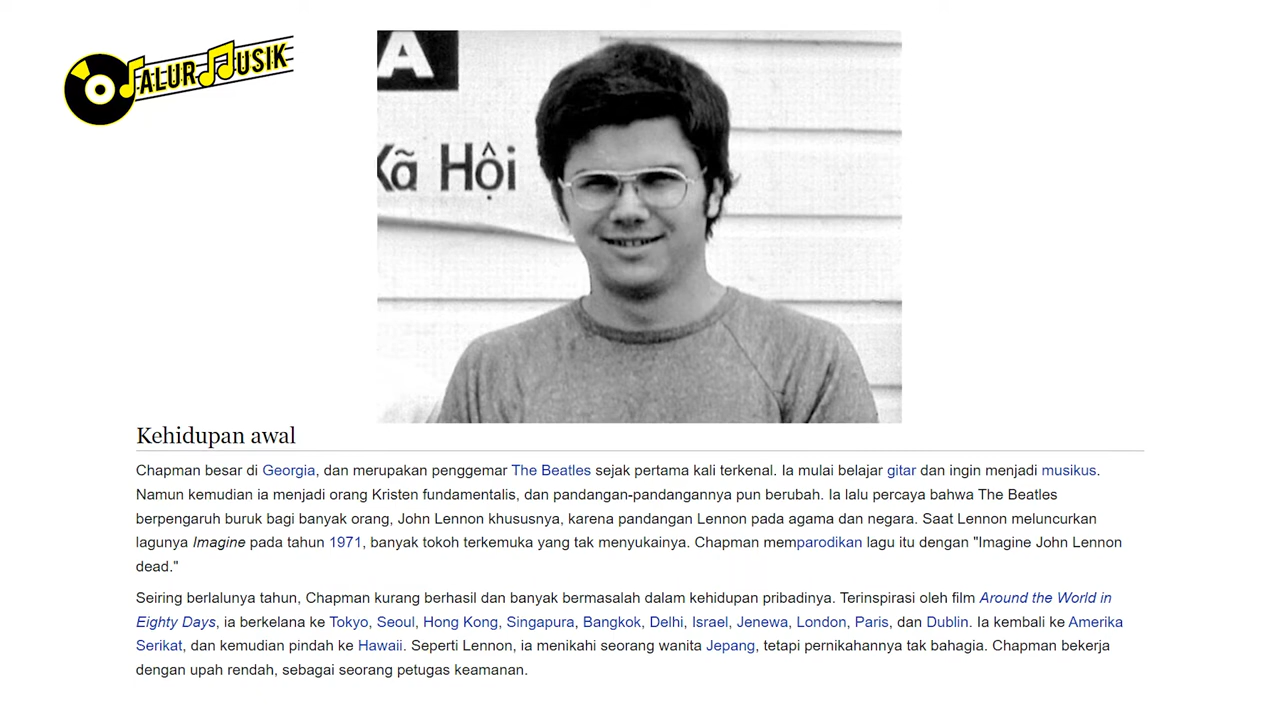 ALUR MUSIK
A
Xã Hội
Kehidupan awal
Chapman besar di Georgia, dan merupakan penggemar The Beatles sejak pertama kali terkenal. Ia mulai belajar gitar dan ingin menjadi musikus.
Namun kemudian ia menjadi orang Kristen fundamentalis, dan pandangan-pandangannya pun berubah. Ia lalu percaya bahwa The Beatles
berpengaruh buruk bagi banyak orang, John Lennon khususnya, karena pandangan Lennon pada agama dan negara. Saat Lennon meluncurkan
lagunya Imagine pada tahun 1971, banyak tokoh terkemuka yang tak menyukainya. Chapman memparodikan lagu itu dengan "Imagine John Lennon
dead."
Seiring berlalunya tahun, Chapman kurang berhasil dan banyak bermasalah dalam kehidupan pribadinya. Terinspirasi oleh film Around the World in
Eighty Days, ia berkelana ke Tokyo, Seoul, Hong Kong, Singapura, Bangkok, Delhi, Israel, Jenewa, London, Paris, dan Dublin. Ia kembali ke Amerika
Serikat, dan kemudian pindah ke Hawaii. Seperti Lennon, ia menikahi seorang wanita Jepang, tetapi pernikahannya tak bahagia. Chapman bekerja
dengan upah rendah, sebagai seorang petugas keamanan.